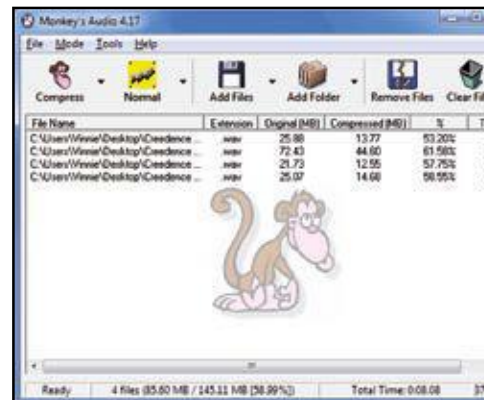 Monkey's Audio 4.17
File Mode Tools Help
Compress Normal Add Files Add Folder Remove Files Clear Fil
File Name Extension Original (MB) Compressed (MB) % T
C:\Users\Winnie\Desktop\Creedence ... .wav 25.88 13.77 53.20%
C:\Users\Winnie\Desktop\Creedence ... .wav 72.43 44.60 61.58%
C:\Users\Winnie\Desktop\Creedence ... .wav 21.73 12.55 57.75%
C:\Users\Winnie\Desktop\Creedence ... .wav 25.07 14.68 58.55%
Ready 4 files (85.60 MB / 145.11 MB [58.99%]) Total Time: 0:08.08